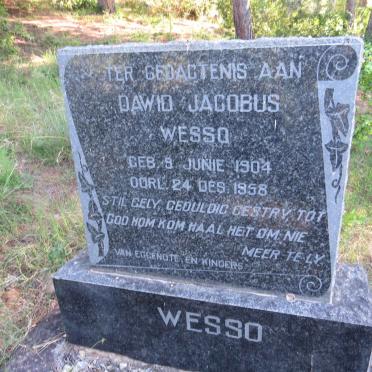 TER GEDAGTENIS AAN
DAWID JACOBUS
WESSO
GEB. 9 JUNIE 1904
OORL. 24 DES. 1958
STIL GELY, GEDULDIG GESTRY, TOT
GOD HOM KOM HAAL HET OM NIE
MEER TE LY.
VAN EGGENOTE EN KINDERS
WESSO